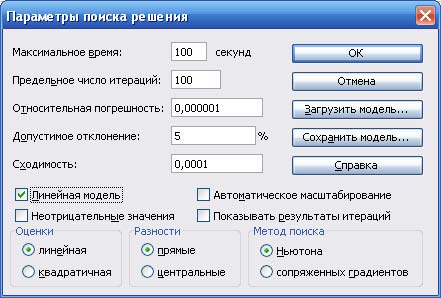 Параметры поиска решения
Максимальное время: 100 секунд ОК
Предельное число итераций: 100 Отмена
Относительная погрешность: 0,000001 Загрузить модель...
Допустимое отклонение: 5 % Сохранить модель...
Сходимость: 0,0001 Справка
Линейная модель Автоматическое масштабирование
Неотрицательные значения Показывать результаты итераций
Оценки Разности Метод поиска
линейная прямые Ньютона
квадратичная центральные сопряженных градиентов